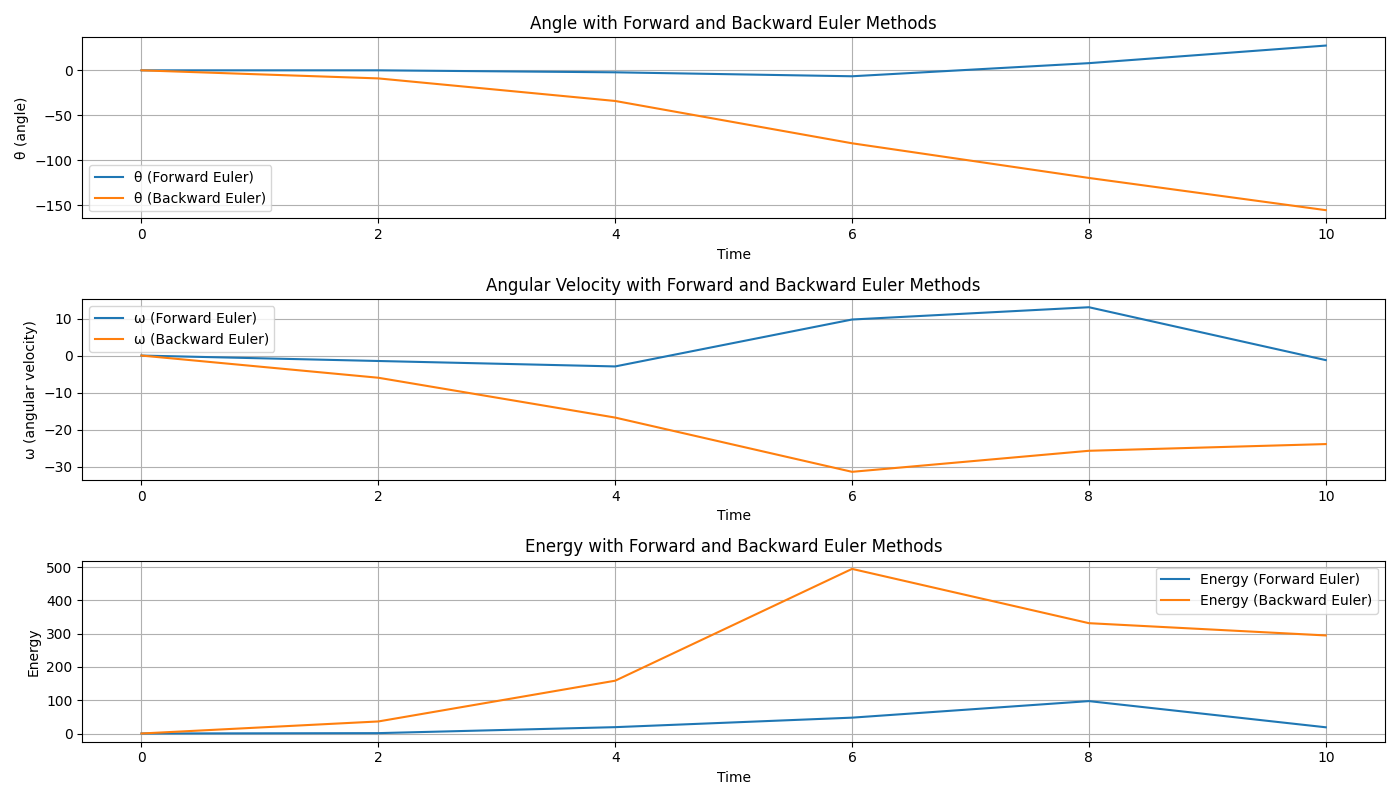 Angle with Forward and Backward Euler Methods
θ (angle)
0
−50
−100
−150
θ (Forward Euler)
θ (Backward Euler)
0 2 4 6 8 10
Time
Angular Velocity with Forward and Backward Euler Methods
ω (angular velocity)
10
0
−10
−20
−30
ω (Forward Euler)
ω (Backward Euler)
0 2 4 6 8 10
Time
Energy with Forward and Backward Euler Methods
Energy
500
400
300
200
100
0
Energy (Forward Euler)
Energy (Backward Euler)
0 2 4 6 8 10
Time